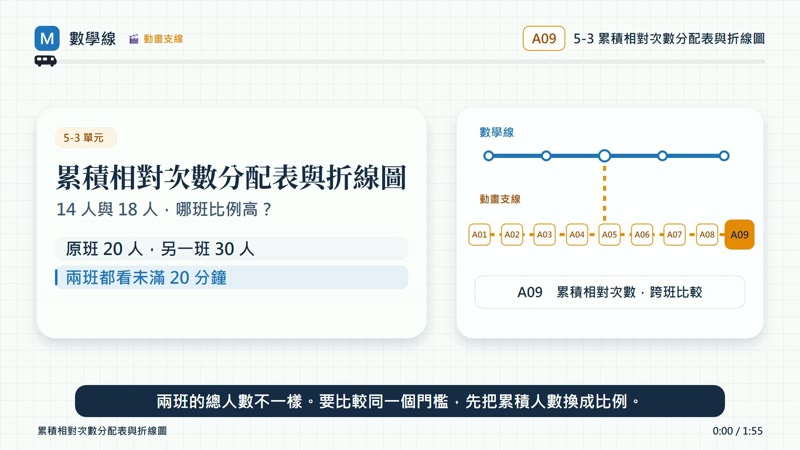 M 數學線 動畫支線
A09 5-3 累積相對次數分配表與折線圖
5-3 單元
累積相對次數分配表與折線圖
14 人與 18 人，哪班比例高？
原班 20 人，另一班 30 人
兩班都看未滿 20 分鐘
數學線
動畫支線
A01 A02 A03 A04 A05 A06 A07 A08 A09
A09 累積相對次數，跨班比較
兩班的總人數不一樣。要比較同一個門檻，先把累積人數換成比例。
累積相對次數分配表與折線圖
0:00 / 1:55